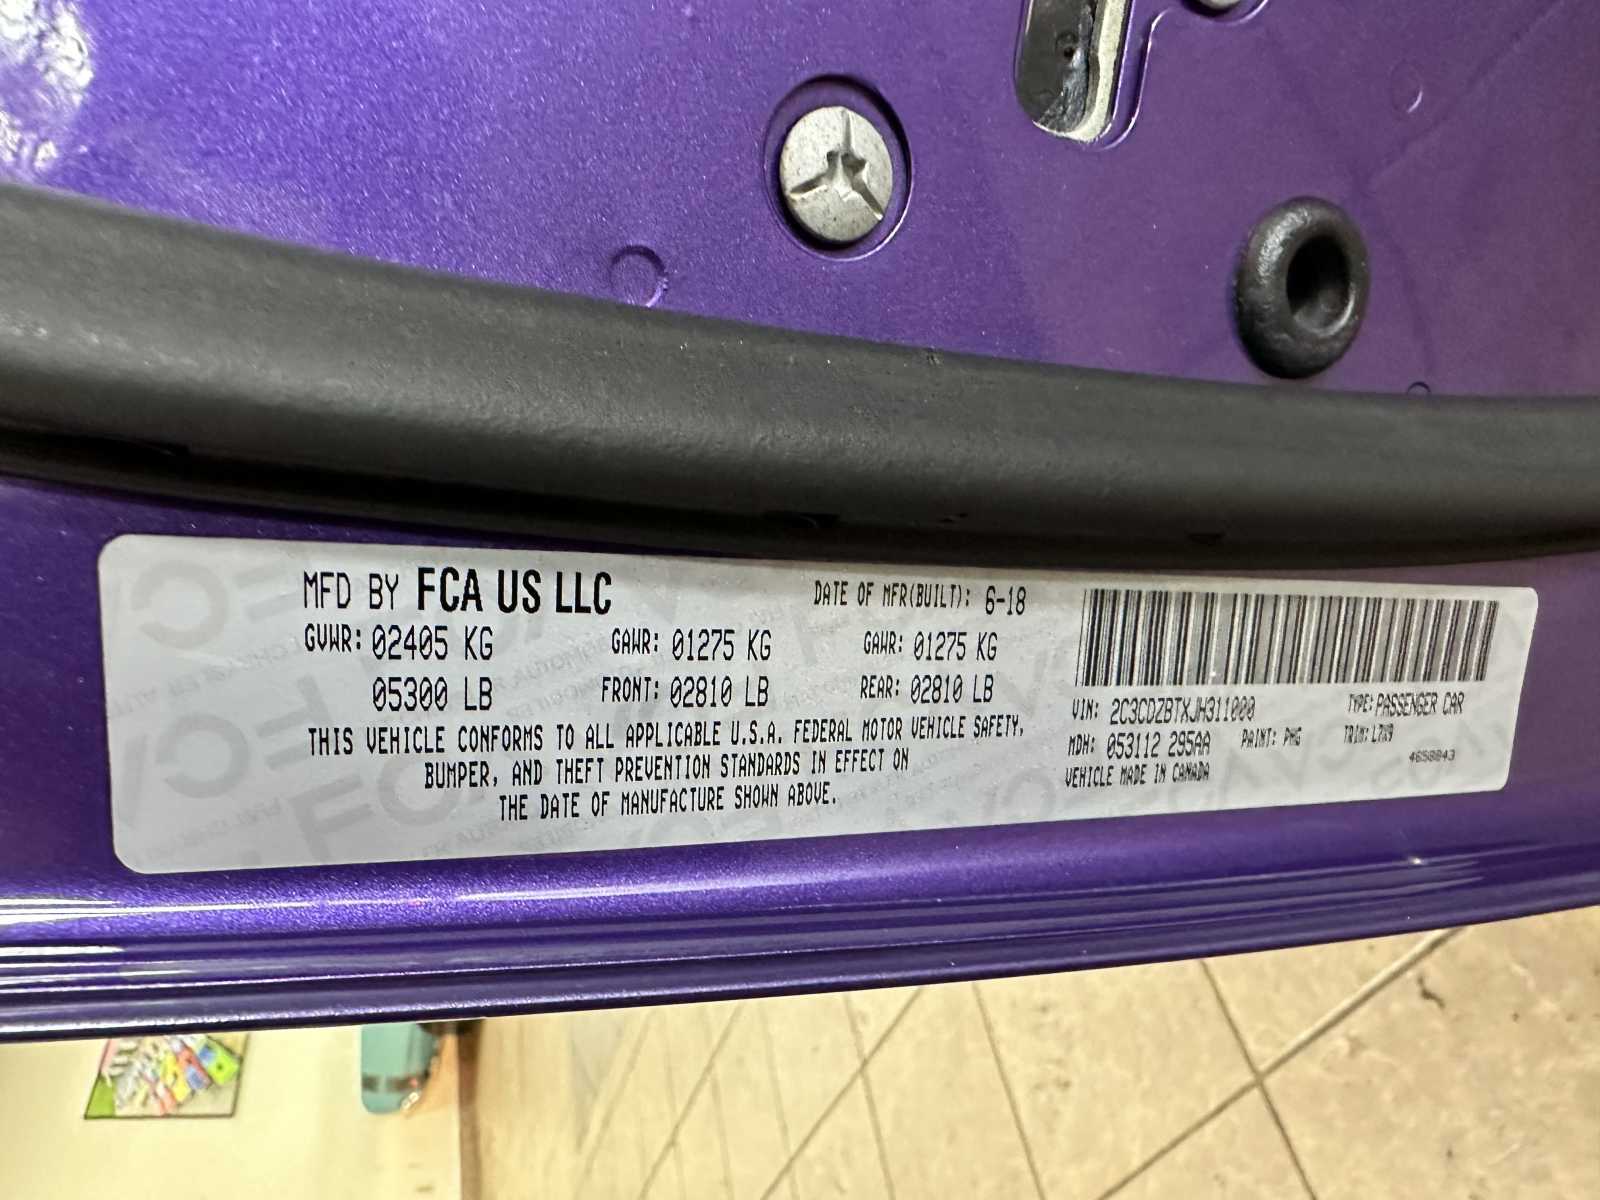 MFD BY FCA US LLC DATE OF MFR(BUILT): 6-18
GVWR: 02405 KG GAWR: 01275 KG GAWR: 01275 KG
05300 LB FRONT: 02810 LB REAR: 02810 LB
THIS VEHICLE CONFORMS TO ALL APPLICABLE U.S.A. FEDERAL MOTOR VEHICLE SAFETY,
BUMPER, AND THEFT PREVENTION STANDARDS IN EFFECT ON
THE DATE OF MANUFACTURE SHOWN ABOVE.
VIN: 2C3CDZBTXJH311000 TYPE: PASSENGER CAR
MDH: 053112 295AA PAINT: PHG TRIM:
4658843
VEHICLE MADE IN CANADA